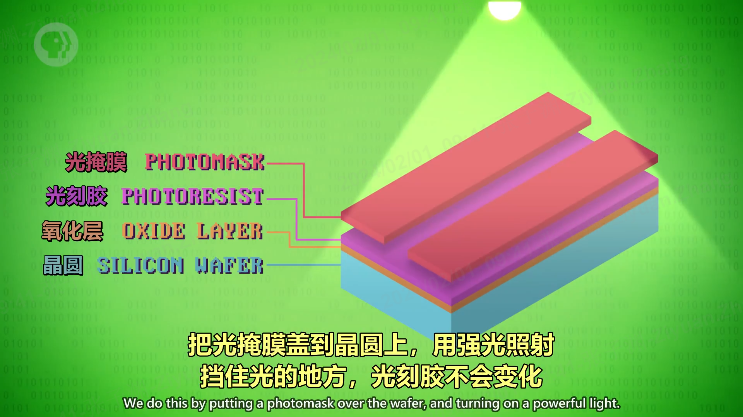 光掩膜 PHOTOMASK
光刻胶 PHOTORESIST
氧化层 OXIDE LAYER
晶圆 SILICON WAFER
把光掩膜盖到晶圆上，用强光照射
挡住光的地方，光刻胶不会变化
We do this by putting a photomask over the wafer, and turning on a powerful light.